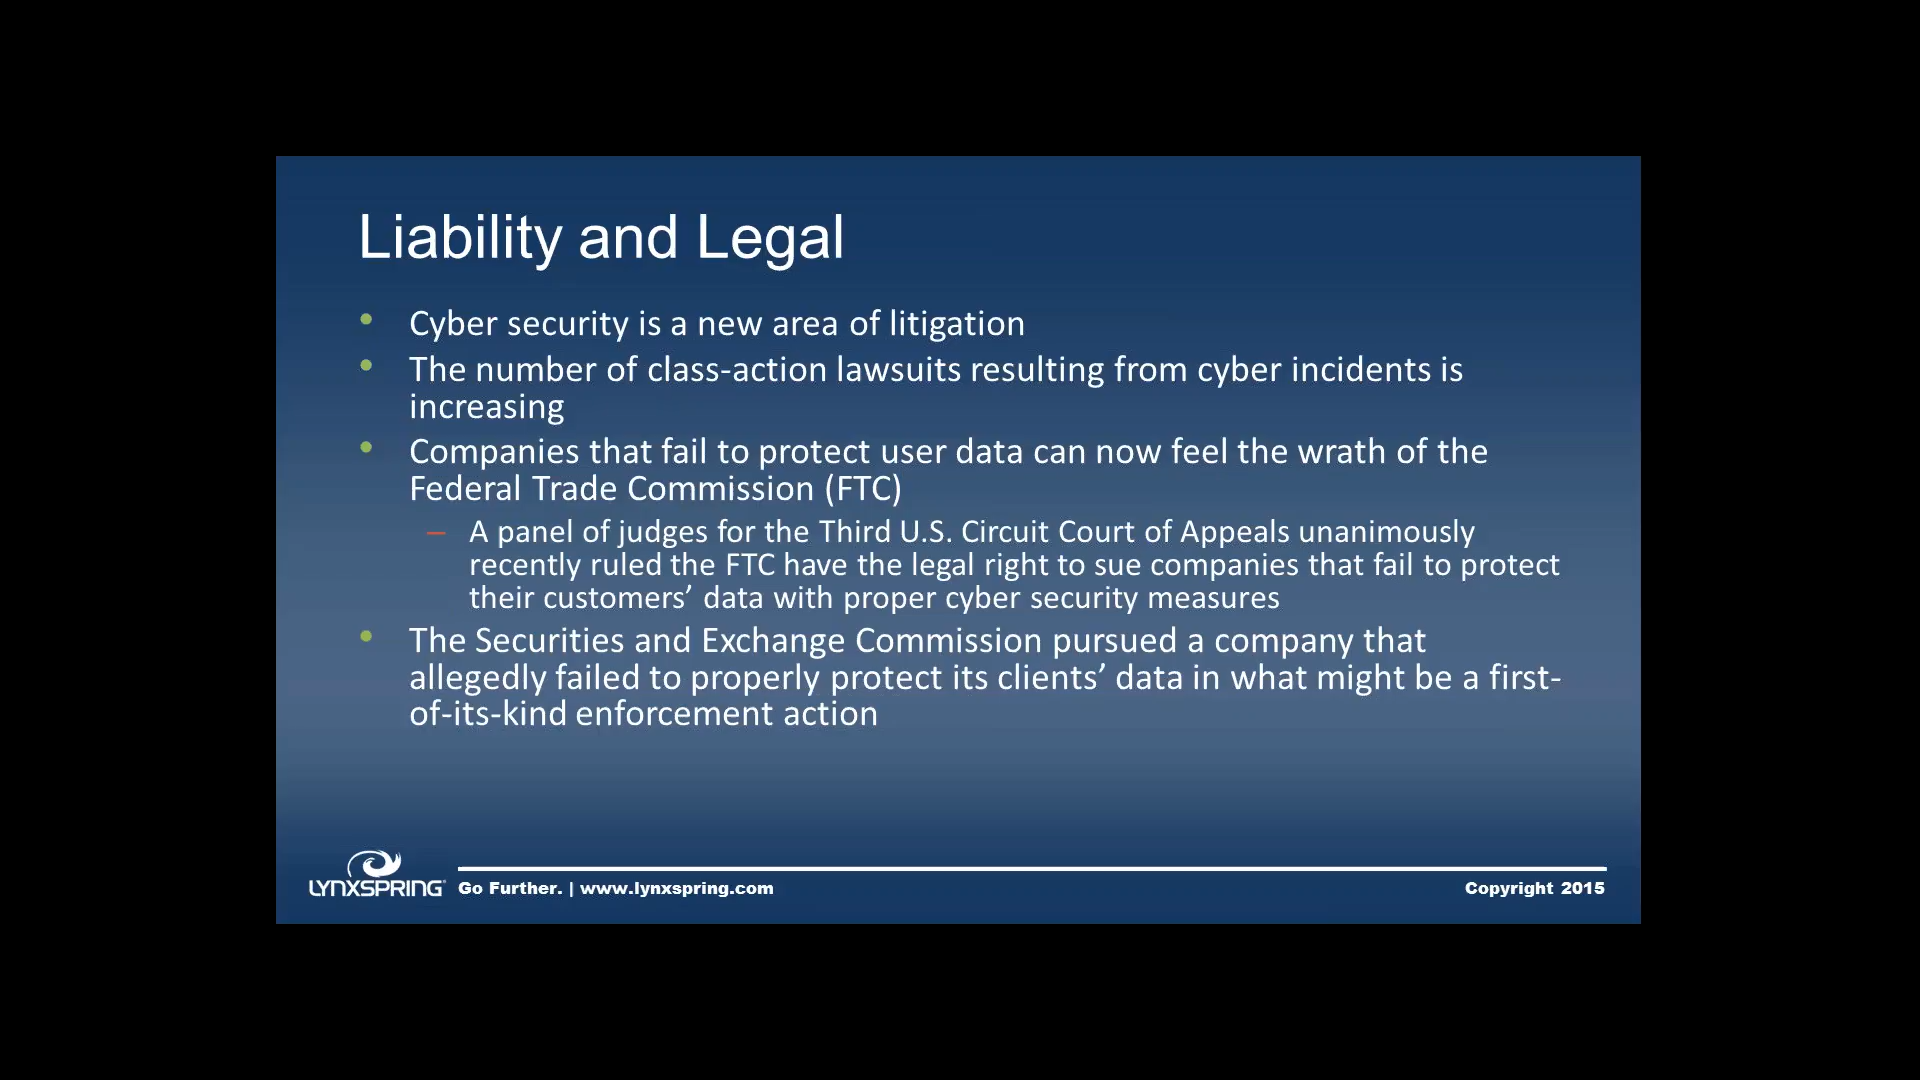 Liability and Legal
• Cyber security is a new area of litigation
• The number of class-action lawsuits resulting from cyber incidents is
increasing
• Companies that fail to protect user data can now feel the wrath of the
Federal Trade Commission (FTC)
– A panel of judges for the Third U.S. Circuit Court of Appeals unanimously
recently ruled the FTC have the legal right to sue companies that fail to protect
their customers’ data with proper cyber security measures
• The Securities and Exchange Commission pursued a company that
allegedly failed to properly protect its clients’ data in what might be a first-
of-its-kind enforcement action
LYNXSPRING Go Further. | www.lynxspring.com Copyright 2015